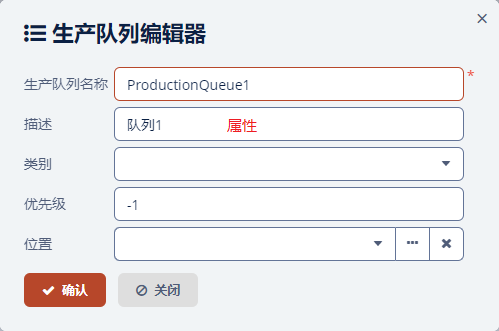 生产队列编辑器
生产队列名称 ProductionQueue1 *
描述 队列1 属性
类别
优先级 -1
位置
确认 关闭